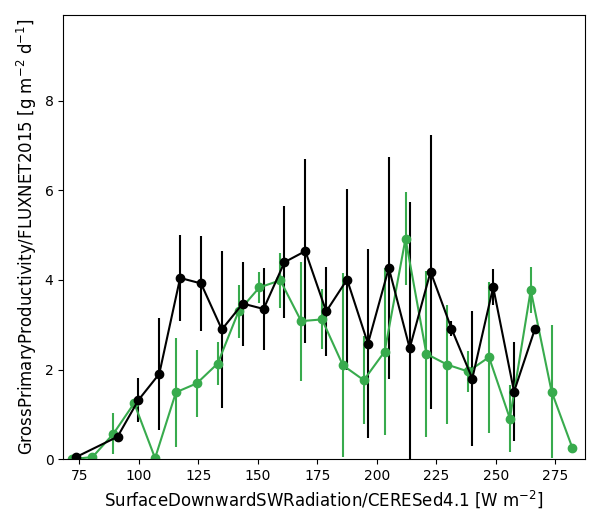 GrossPrimaryProductivity/FLUXNET2015 [g m⁻² d⁻¹]
8
6
4
2
0
75 100 125 150 175 200 225 250 275
SurfaceDownwardSWRadiation/CERESed4.1 [W m⁻²]